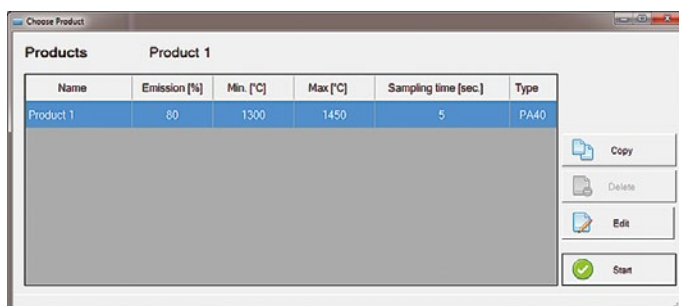 Choose Product
Products Product 1
Name Emission [%] Min. [°C] Max [°C] Sampling time [sec.] Type
Product 1 80 1300 1450 5 PA40
Copy
Delete
Edit
Start